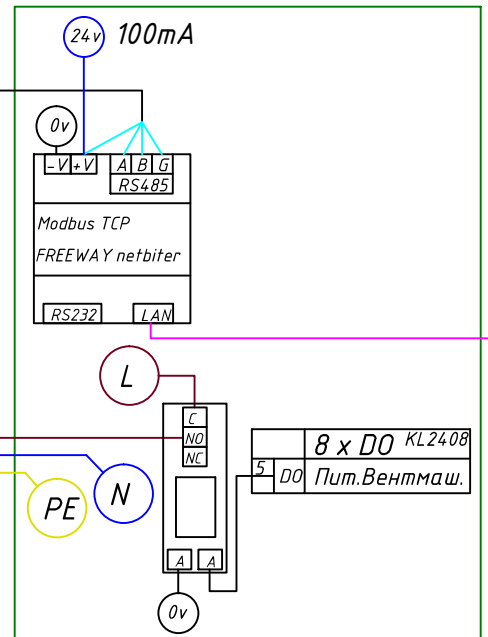 24v 100mA
0v
-V +V A B G
RS485
Modbus TCP
FREEWAY netbiter
RS232 LAN
L
C
NO
NC
8 x DO KL2408
5 DO Пит.Вентмаш.
PE N
A A
0v